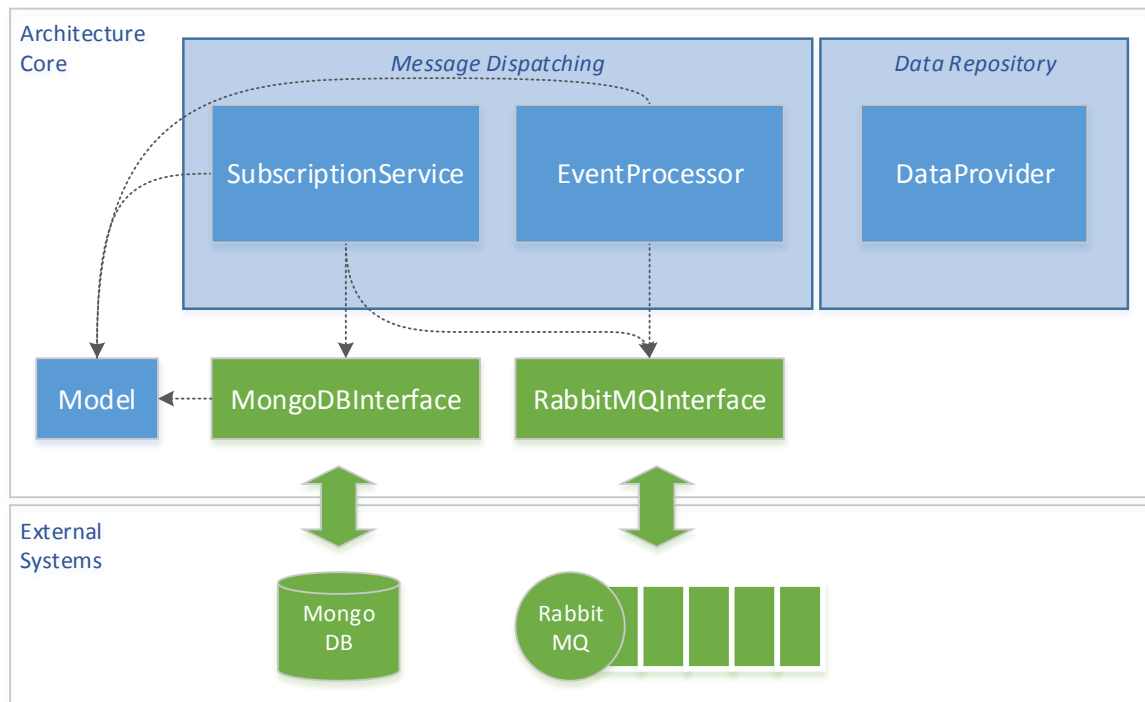 Architecture
Core
Message Dispatching
Data Repository
SubscriptionService
EventProcessor
DataProvider
Model
MongoDBInterface
RabbitMQInterface
External
Systems
Mongo
DB
Rabbit
MQ